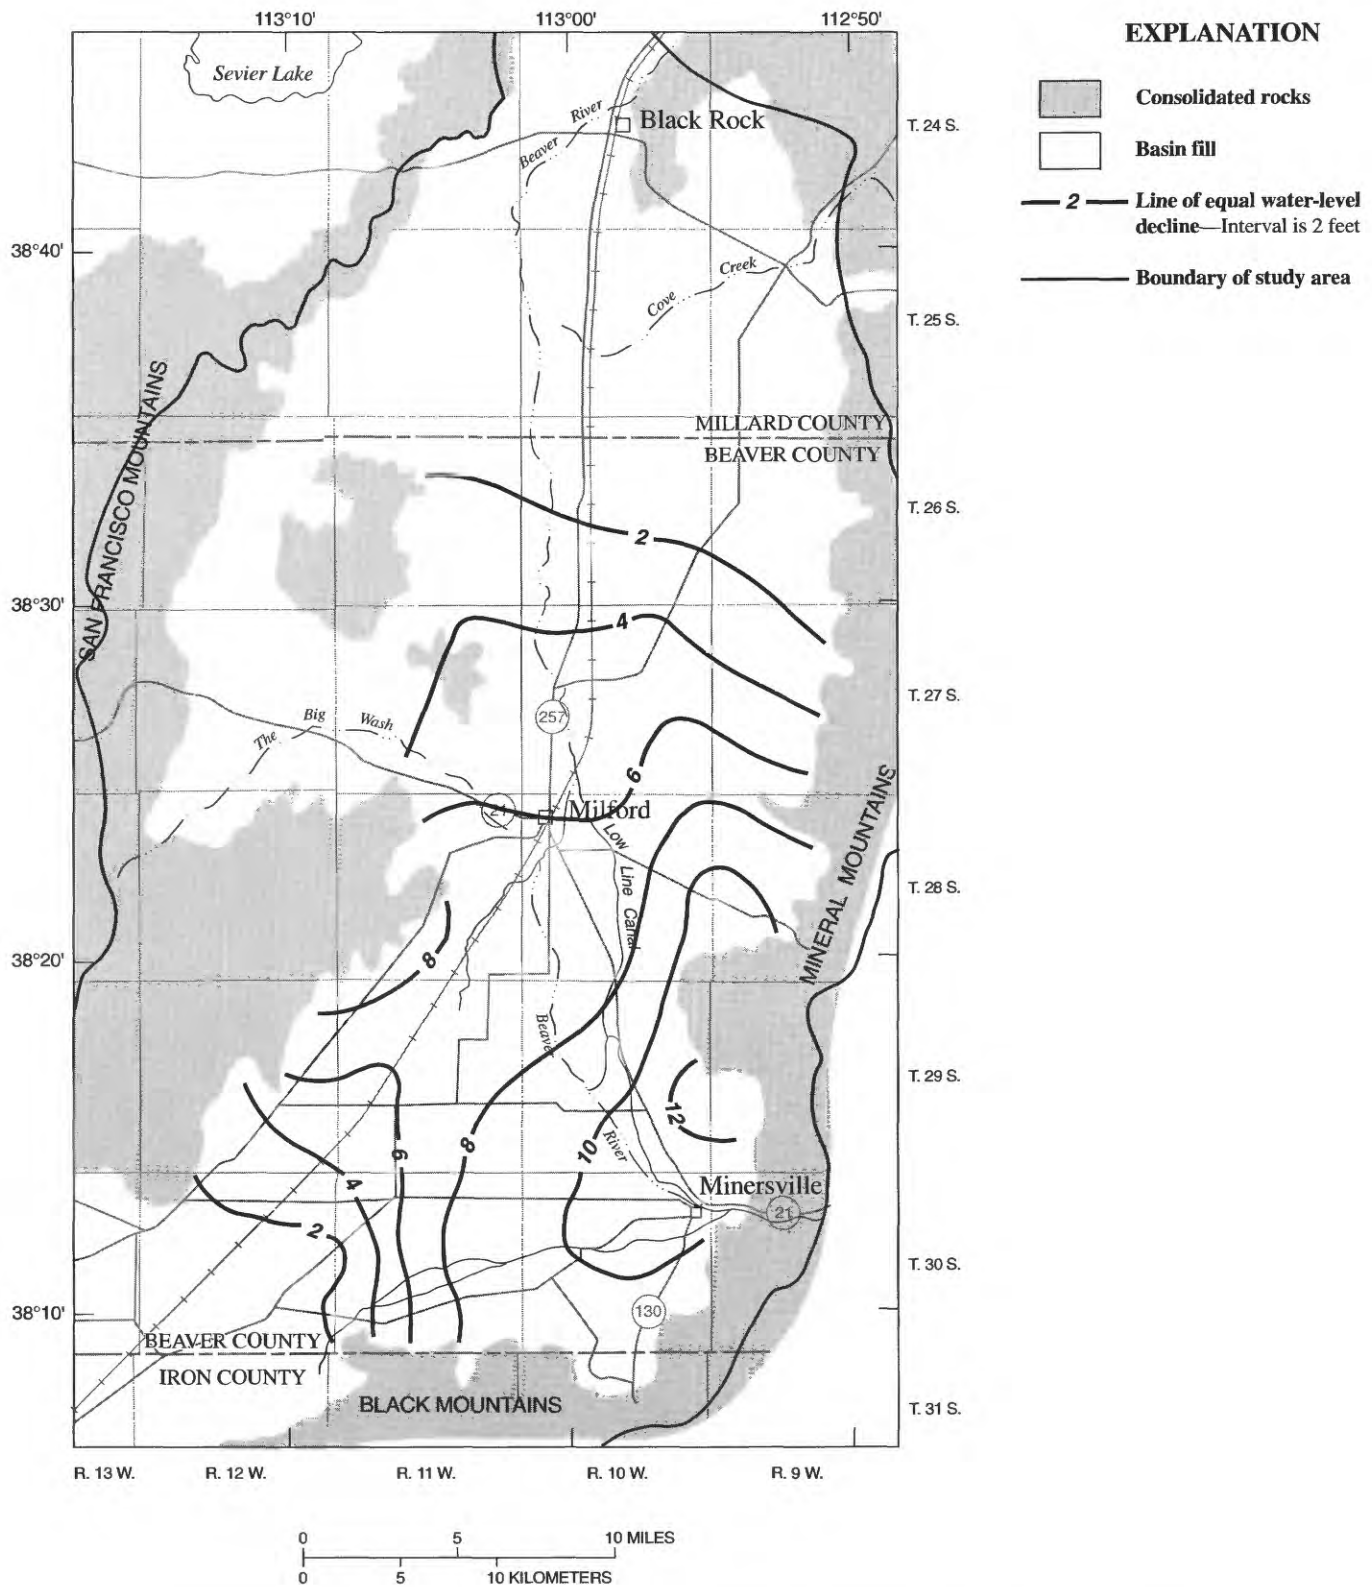 113°10'
113°00'
112°50'
EXPLANATION
Consolidated rocks
Basin fill
2
Line of equal water-level
decline—Interval is 2 feet
Boundary of study area
Sevier Lake
Beaver
River
Black Rock
T. 24 S.
38°40'
Cove
Creek
T. 25 S.
SAN FRANCISCO MOUNTAINS
MILLARD COUNTY
BEAVER COUNTY
T. 26 S.
2
38°30'
4
T. 27 S.
The
Big
Wash
257
6
21
Milford
Low
Line
Canal
MINERAL MOUNTAINS
T. 28 S.
38°20'
8
Beaver
River
T. 29 S.
12
6
8
10
4
Minersville
21
2
T. 30 S.
38°10'
130
BEAVER COUNTY
IRON COUNTY
BLACK MOUNTAINS
T. 31 S.
R. 13 W.
R. 12 W.
R. 11 W.
R. 10 W.
R. 9 W.
0
5
10 MILES
0
5
10 KILOMETERS